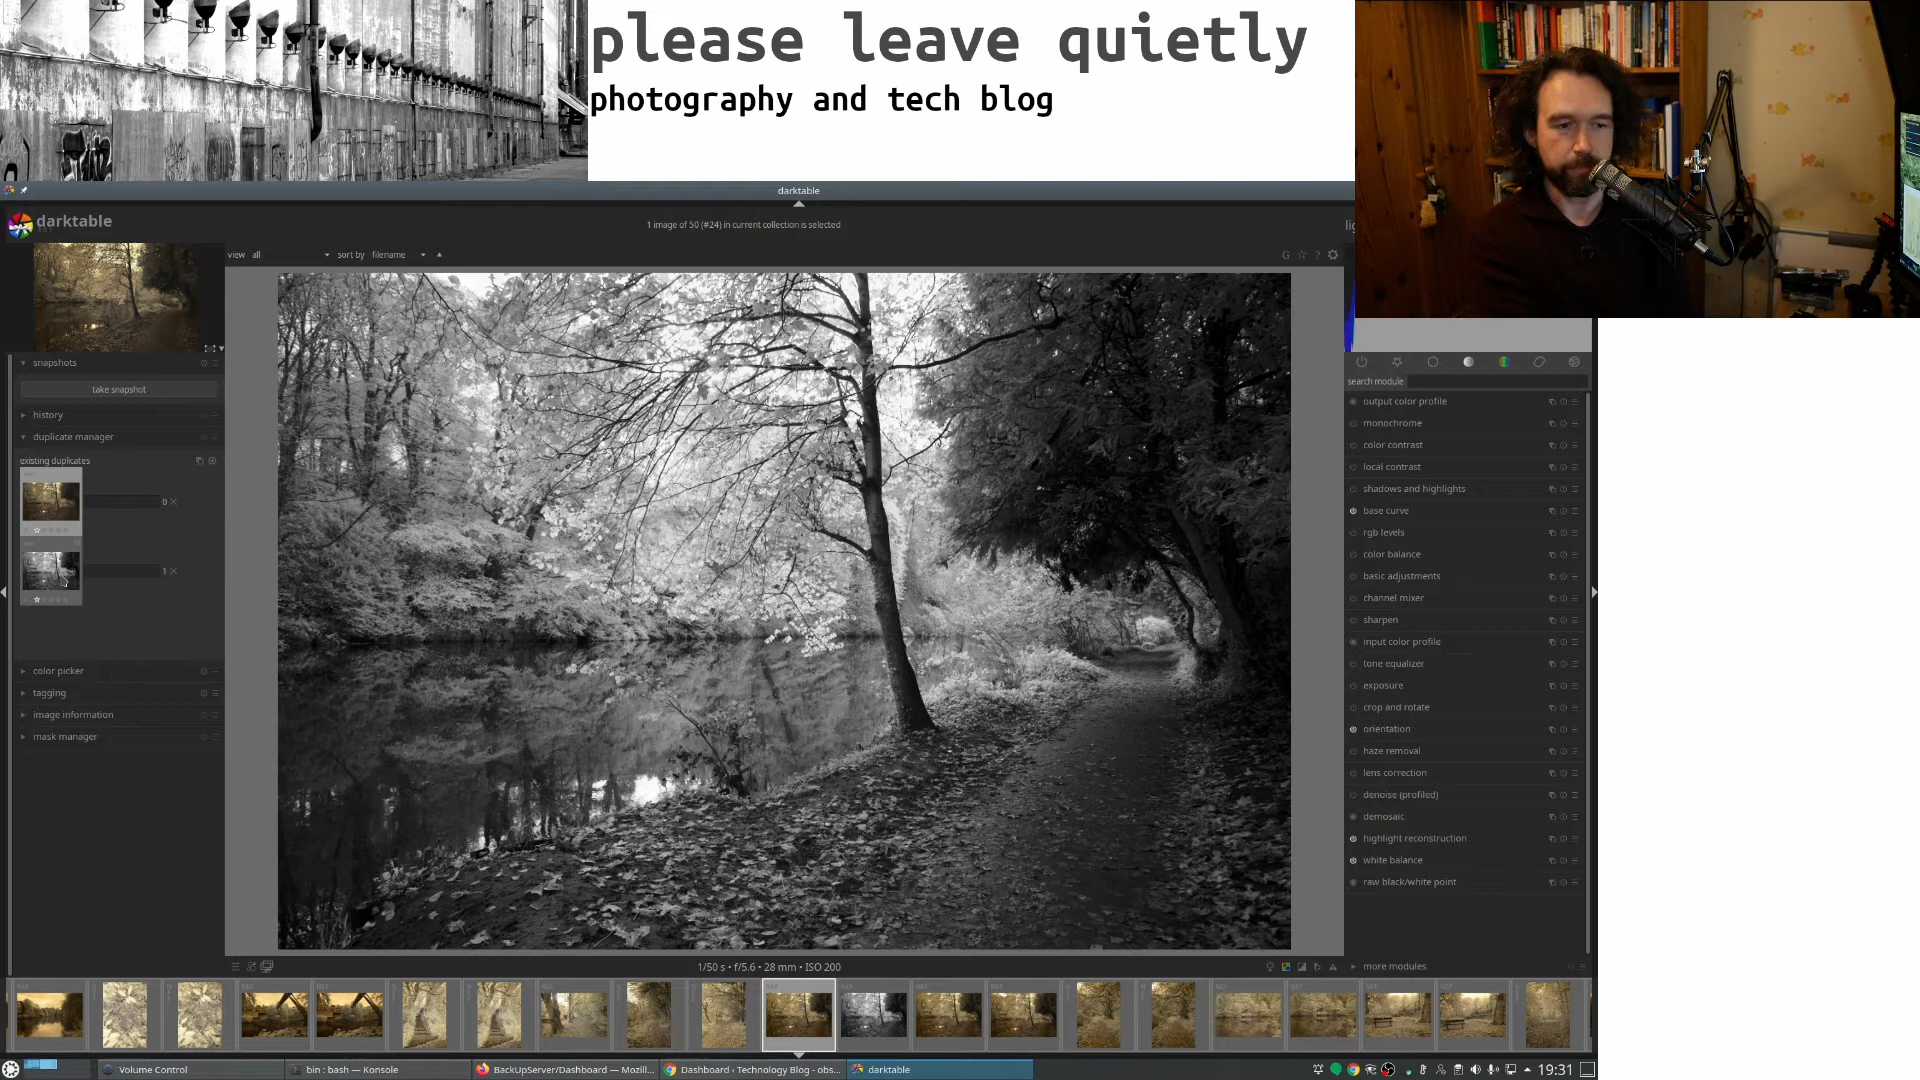 please leave quietly
photography and tech blog
darktable
darktable
1 image of 50 (#24) in current collection is selected
view all
sort by filename
G ☆ ?
snapshots
take snapshot
history
duplicate manager
existing duplicates
0
1
color picker
tagging
image information
mask manager
search module
output color profile
monochrome
color contrast
local contrast
shadows and highlights
base curve
rgb levels
color balance
basic adjustments
channel mixer
sharpen
input color profile
tone equalizer
exposure
crop and rotate
orientation
haze removal
lens correction
denoise (profiled)
demosaic
highlight reconstruction
white balance
raw black/white point
more modules
1/50 s • f/5.6 • 28 mm • ISO 200
Volume Control
bin : bash — Konsole
BackUpServer/Dashboard — Mozill...
Dashboard ‹ Technology Blog - obs...
darktable
19:31